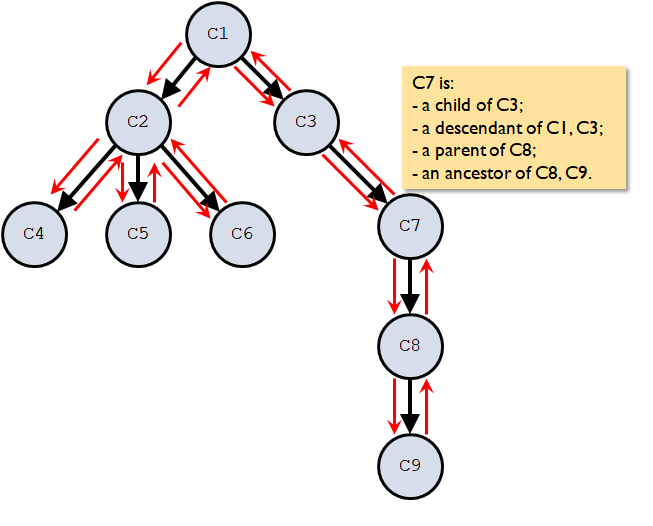 C1
C2
C3
C7 is:
- a child of C3;
- a descendant of C1, C3;
- a parent of C8;
- an ancestor of C8, C9.
C4
C5
C6
C7
C8
C9